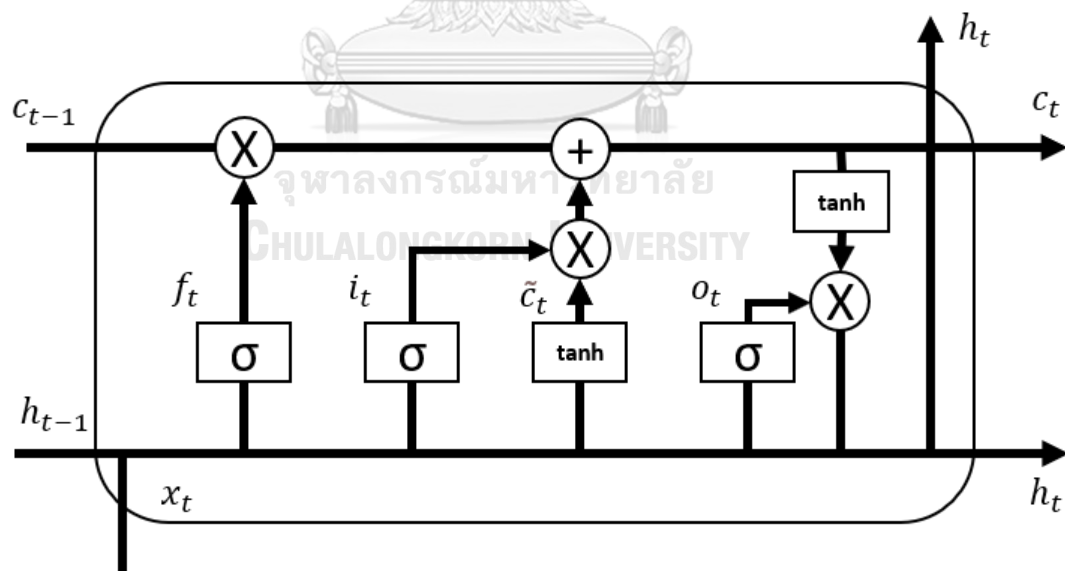 h_t
c_{t-1}
c_t
X
+
จุฬาลงกรณ์มหาวิทยาลัย
tanh
CHULALONGKORN UNIVERSITY
X
f_t
i_t
c̃_t
o_t
X
σ
σ
tanh
σ
h_{t-1}
x_t
h_t